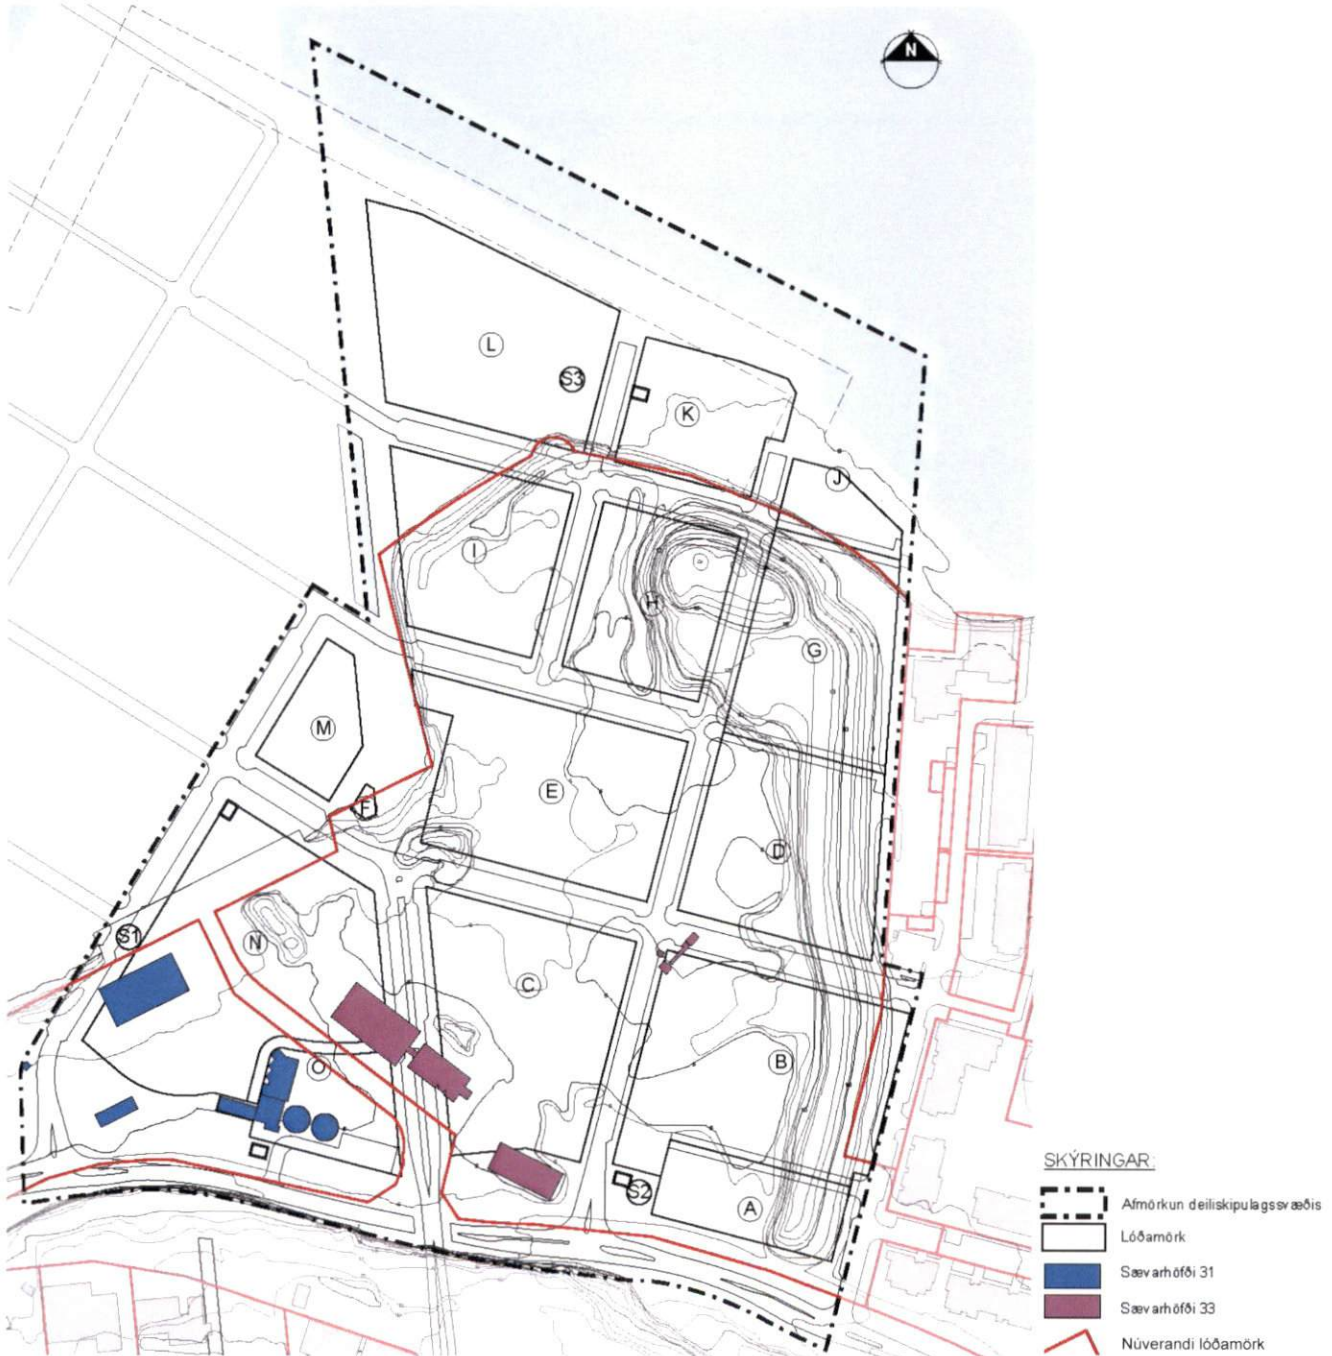 N
L
S3
K
J
I
H
G
M
E
F
D
S1
N
C
O
B
S2
A
SKÝRINGAR:
Afmörkun deiliskipulagssvæðis
Lóðamörk
Sævarhöfði 31
Sævarhöfði 33
Núverandi lóðamörk